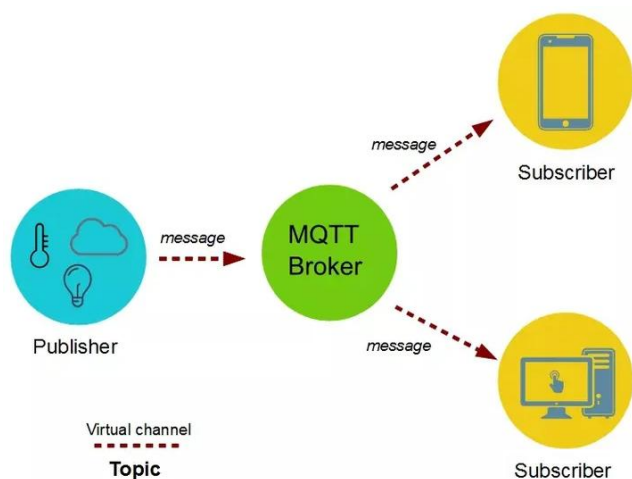 message
Subscriber
message
MQTT
Broker
Publisher
message
Virtual channel
Topic
Subscriber